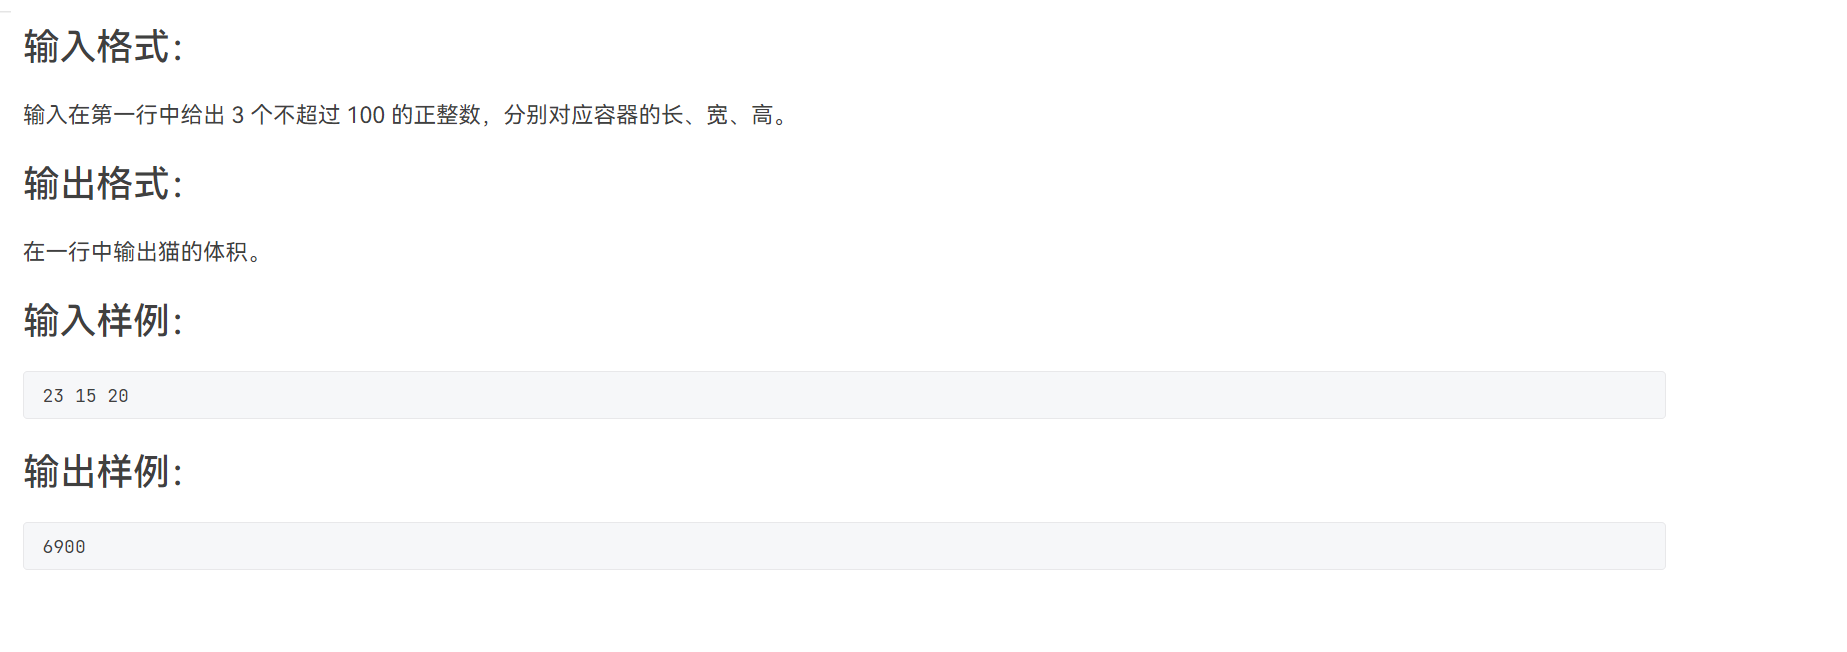 输入格式：
输入在第一行中给出 3 个不超过 100 的正整数，分别对应容器的长、宽、高。
输出格式：
在一行中输出猫的体积。
输入样例：
23 15 20
输出样例：
6900